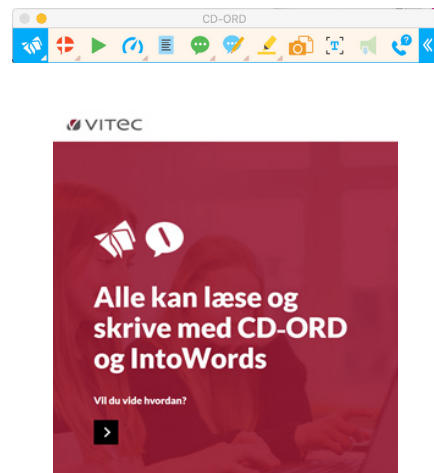 CD-ORD
T
VITEC
Alle kan læse og
skrive med CD-ORD
og IntoWords
Vil du vide hvordan?